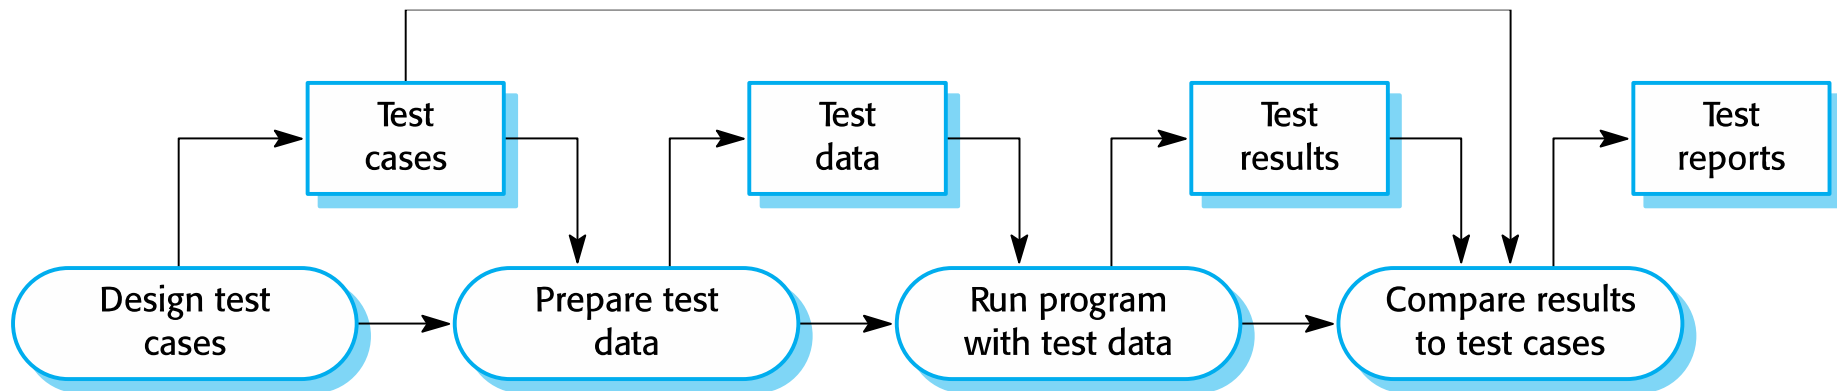 Test
cases
Test
data
Test
results
Test
reports
Design test
cases
Prepare test
data
Run program
with test data
Compare results
to test cases